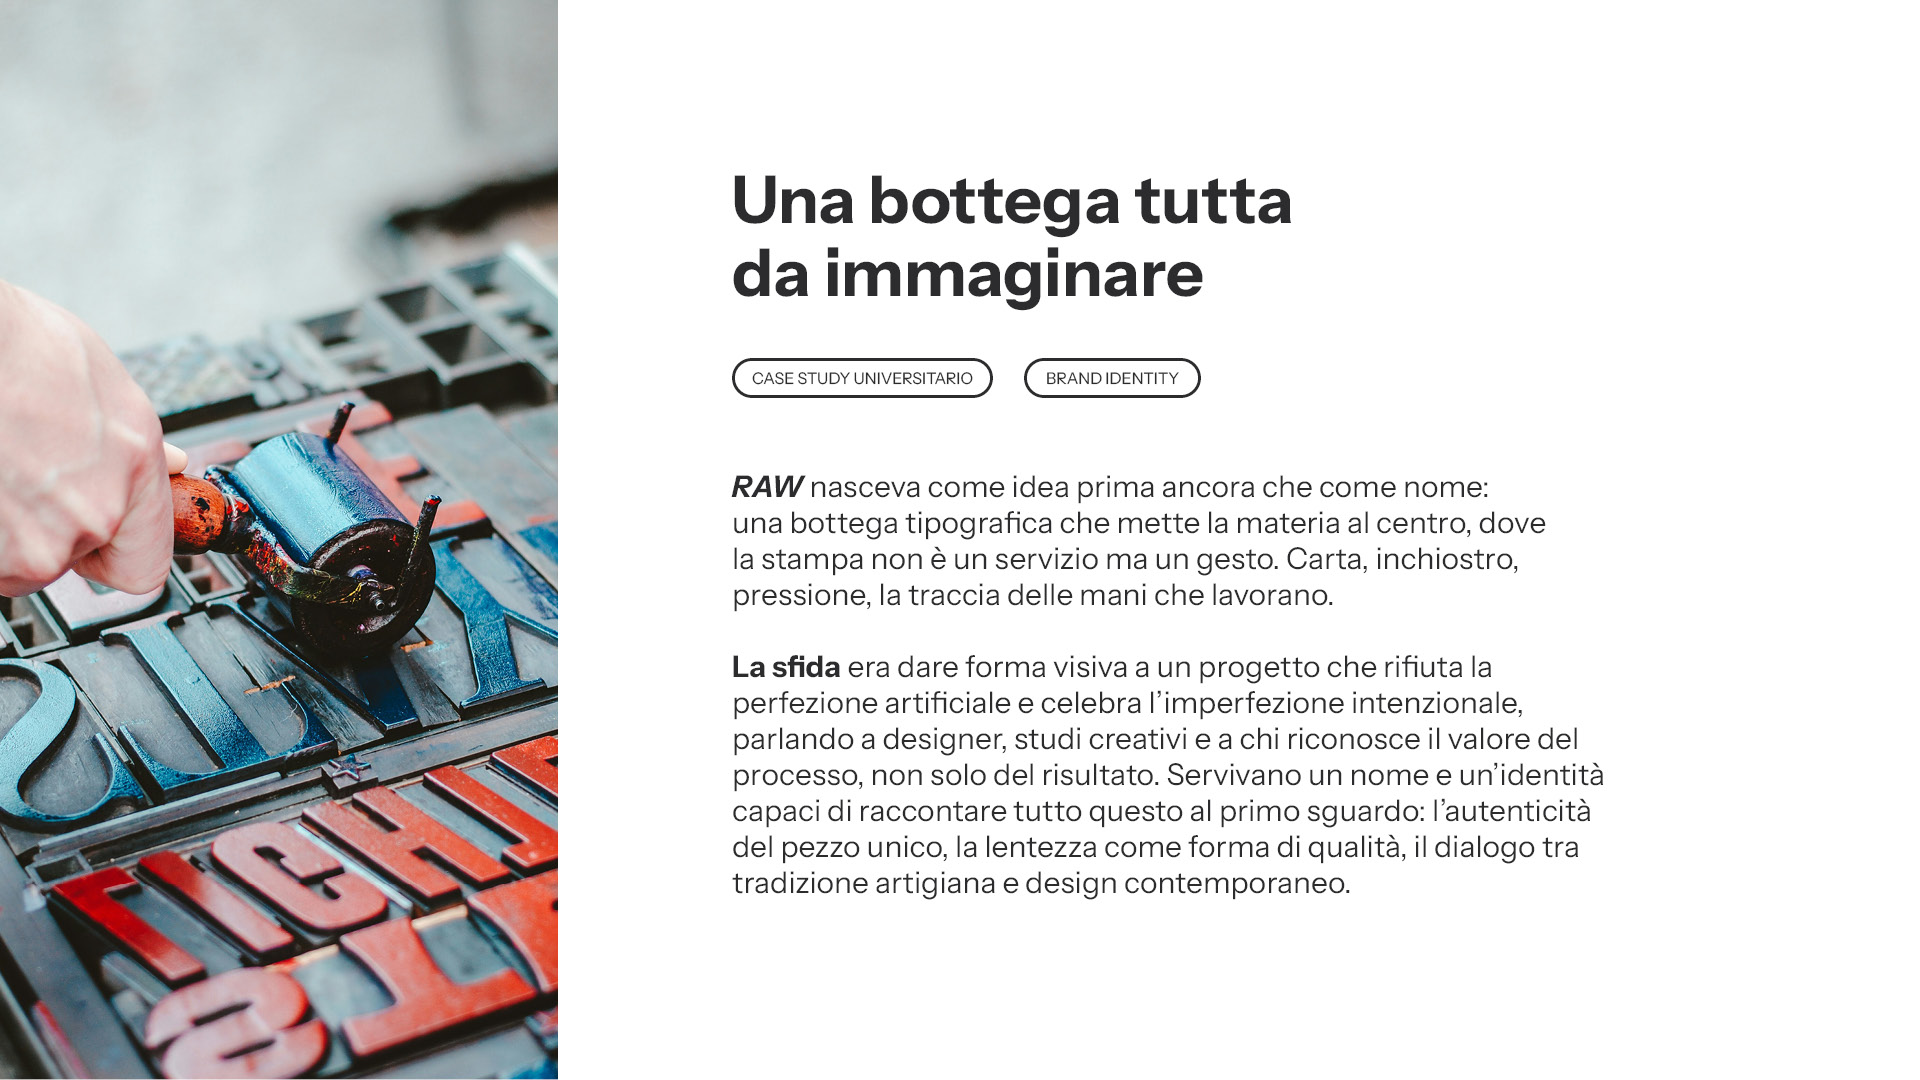 Una bottega tutta
da immaginare
CASE STUDY UNIVERSITARIO
BRAND IDENTITY
RAW nasceva come idea prima ancora che come nome:
una bottega tipografica che mette la materia al centro, dove
la stampa non è un servizio ma un gesto. Carta, inchiostro,
pressione, la traccia delle mani che lavorano.
La sfida era dare forma visiva a un progetto che rifiuta la
perfezione artificiale e celebra l’imperfezione intenzionale,
parlando a designer, studi creativi e a chi riconosce il valore del
processo, non solo del risultato. Servivano un nome e un’identità
capaci di raccontare tutto questo al primo sguardo: l’autenticità
del pezzo unico, la lentezza come forma di qualità, il dialogo tra
tradizione artigiana e design contemporaneo.